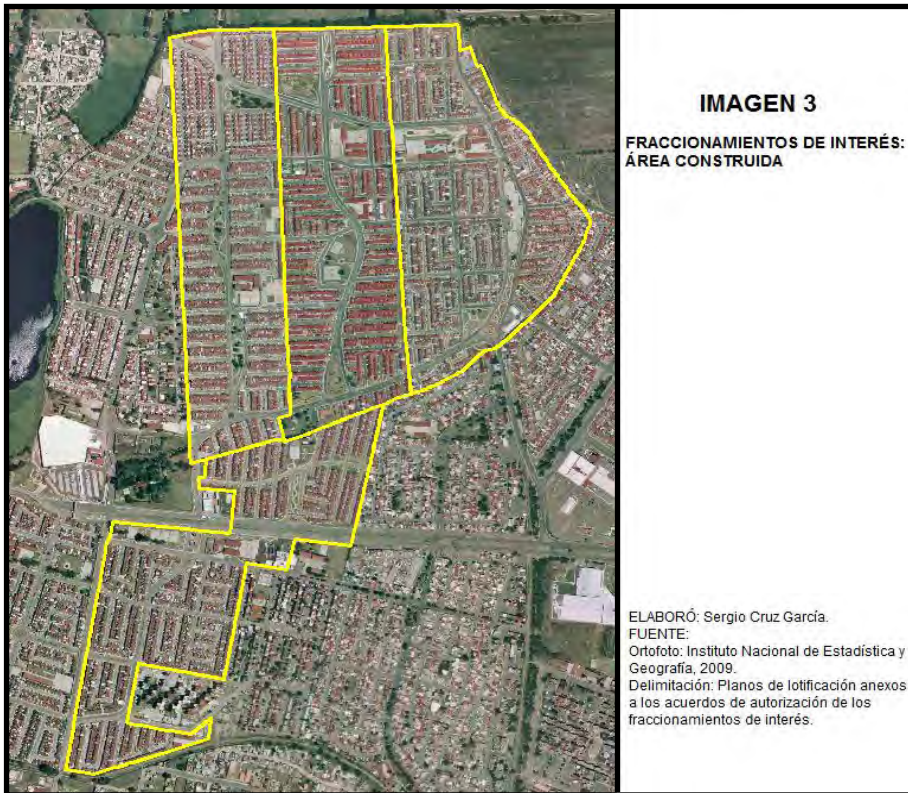 IMAGEN 3
FRACCIONAMIENTOS DE INTERÉS:
ÁREA CONSTRUIDA
ELABORÓ: Sergio Cruz García.
FUENTE:
Ortofoto: Instituto Nacional de Estadística y
Geografía, 2009.
Delimitación: Planos de lotificación anexos
a los acuerdos de autorización de los
fraccionamientos de interés.